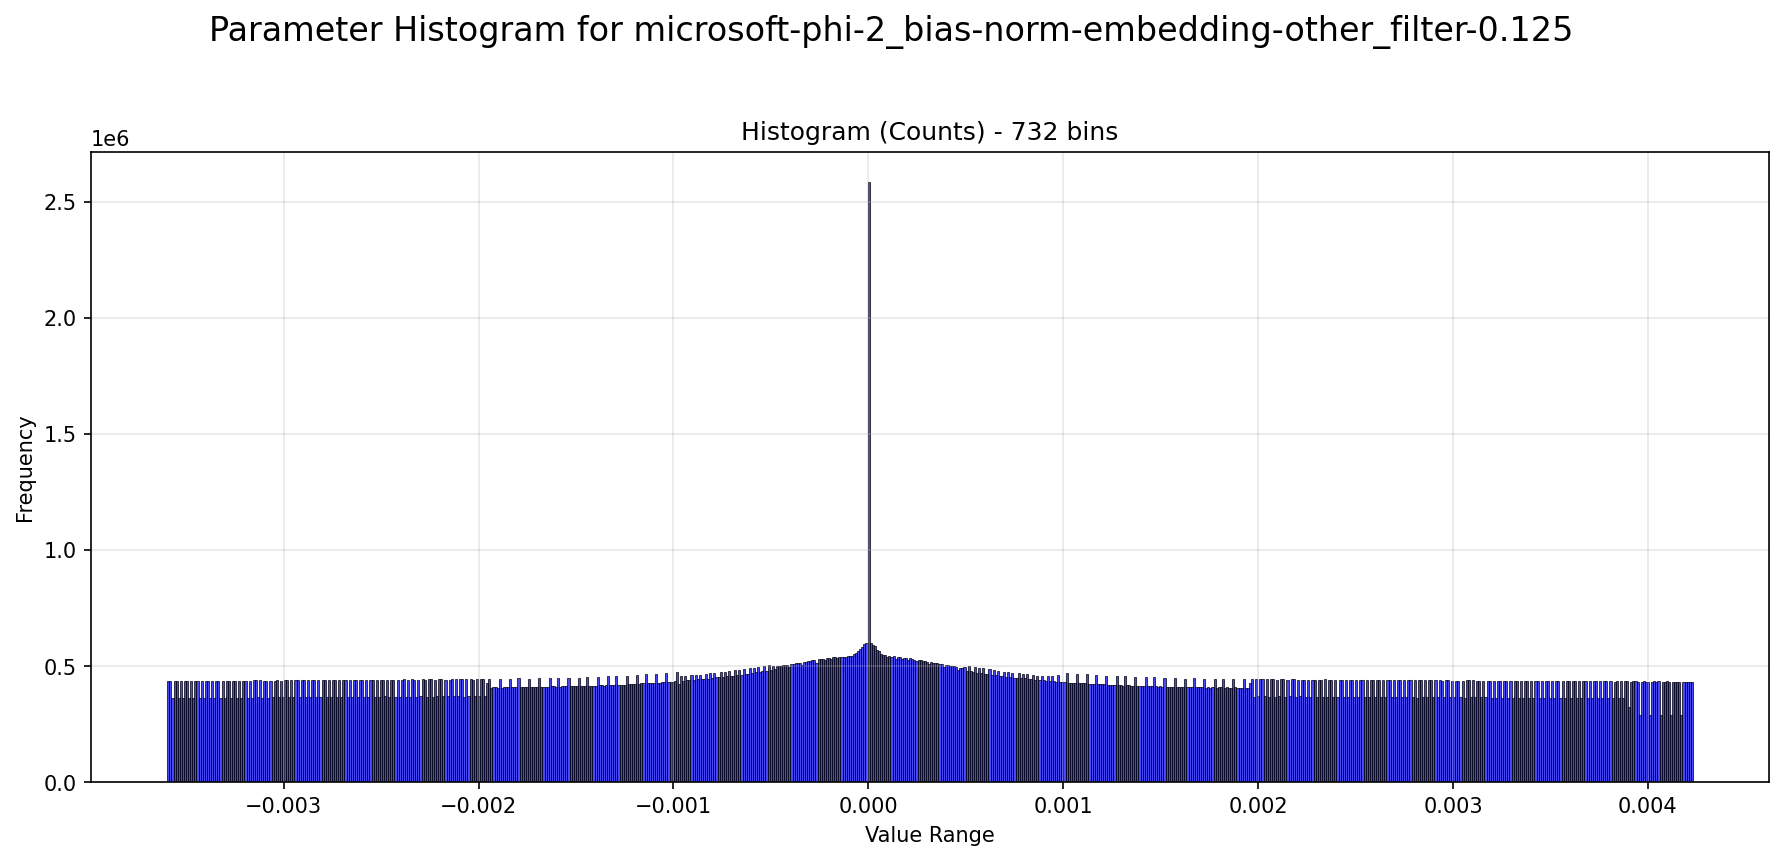 Parameter Histogram for microsoft-phi-2_bias-norm-embedding-other_filter-0.125
Histogram (Counts) - 732 bins
1e6
2.5
2.0
1.5
1.0
0.5
0.0
Frequency
−0.003 −0.002 −0.001 0.000 0.001 0.002 0.003 0.004
Value Range